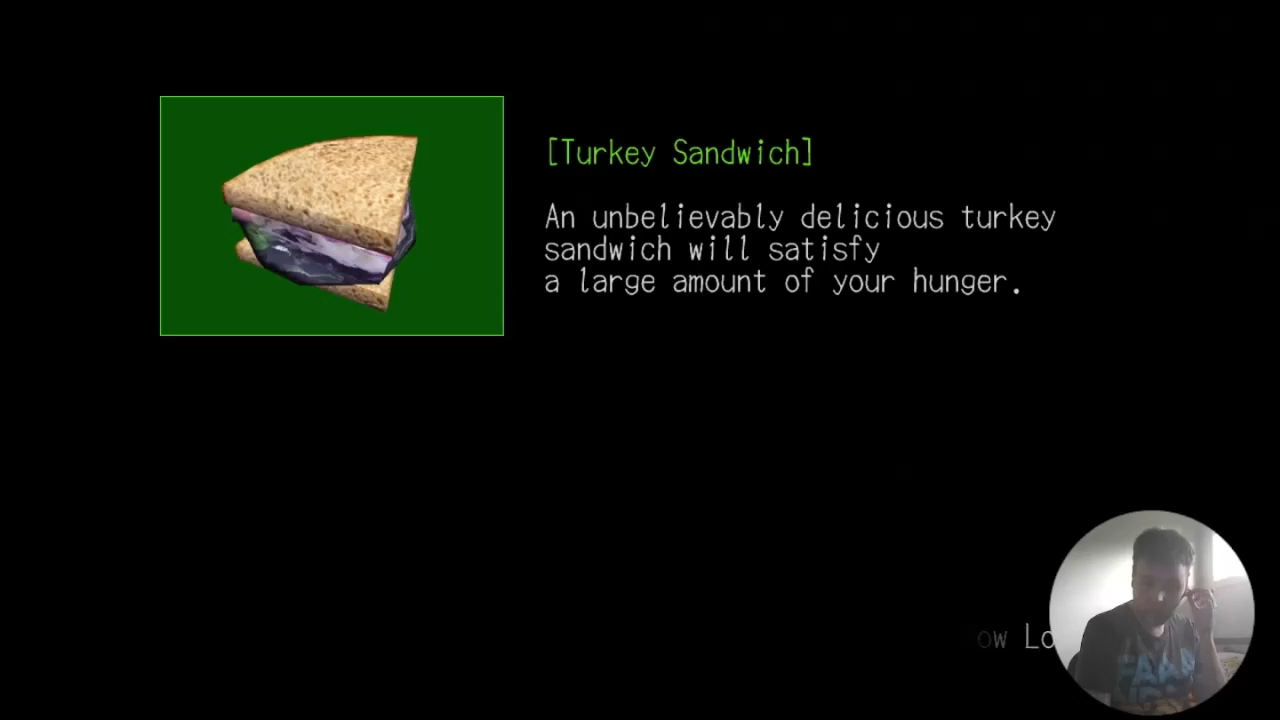 [Turkey Sandwich]
An unbelievably delicious turkey
sandwich will satisfy
a large amount of your hunger.